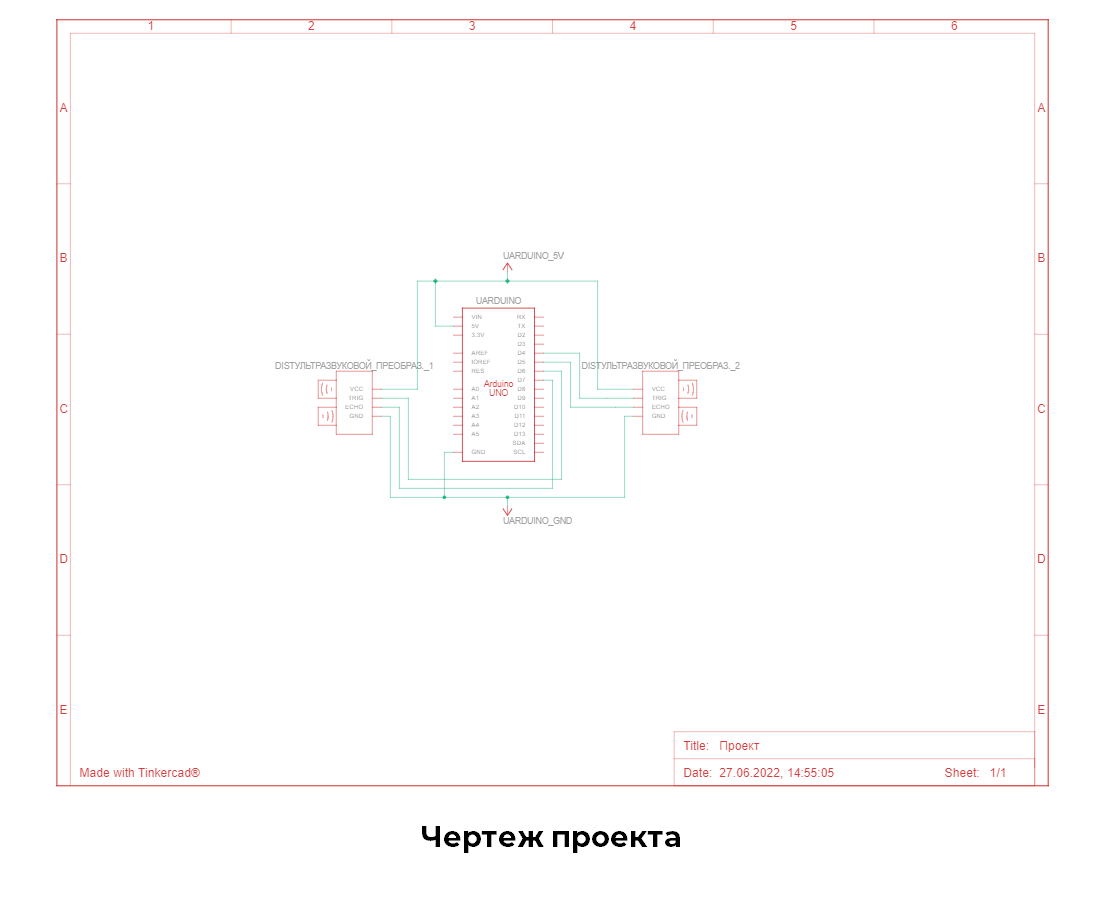 1 2 3 4 5 6
A A
UARDUINO_5V
B B
UARDUINO
VIN RX
5V TX
3.3V D2
D3
AREF D4
IOREF D5
RES D6
D7
DISTУЛЬТРАЗВУКОВОЙ_ПРЕОБРАЗ._1
DISTУЛЬТРАЗВУКОВОЙ_ПРЕОБРАЗ._2
Arduino
UNO
A0 D8
A1 D9
A2 D10
A3 D11
A4 D12
A5 D13
SDA
GND SCL
VCC VCC
TRIG TRIG
ECHO ECHO
GND GND
C C
UARDUINO_GND
D D
E E
Title: Проект
Made with Tinkercad®
Date: 27.06.2022, 14:55:05 Sheet: 1/1
Чертеж проекта